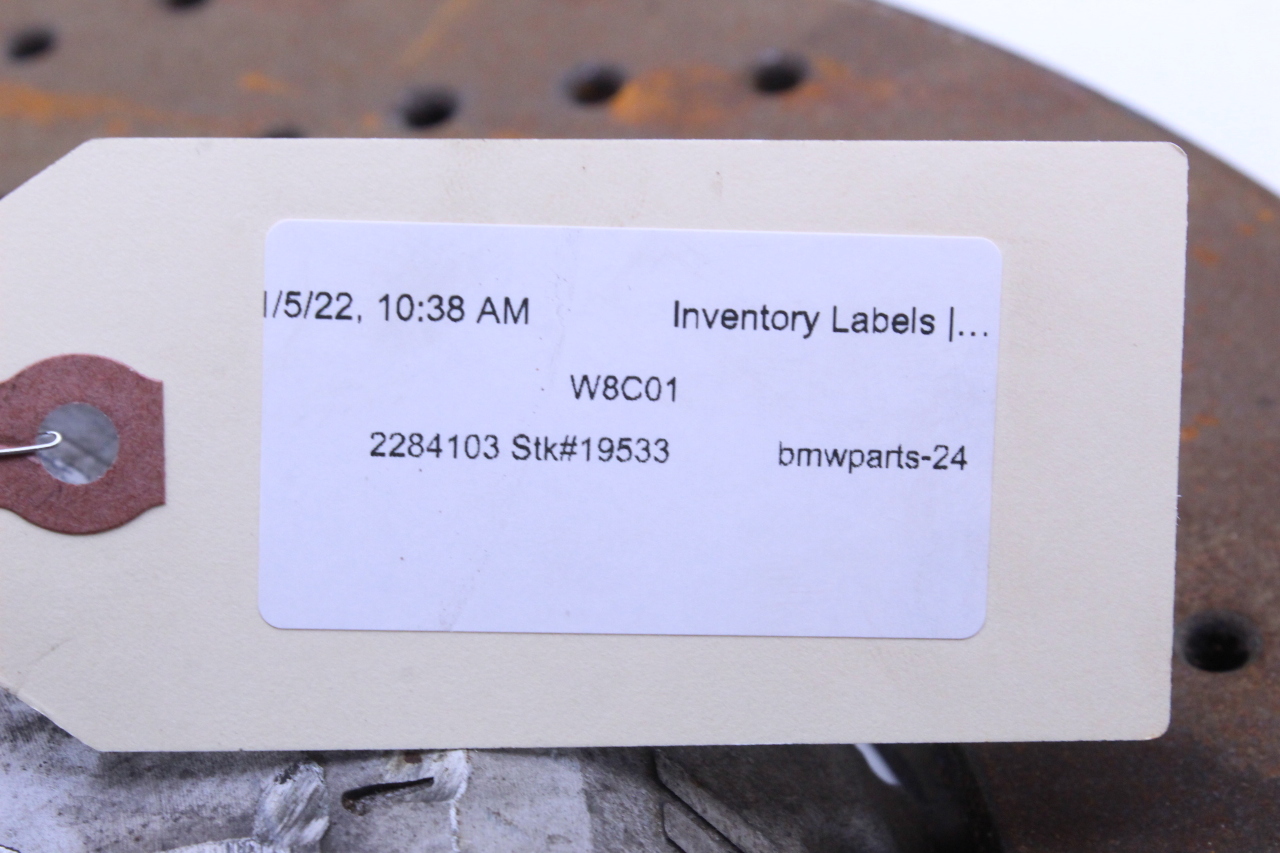 1/5/22, 10:38 AM Inventory Labels |...
W8C01
2284103 Stk#19533 bmwparts-24